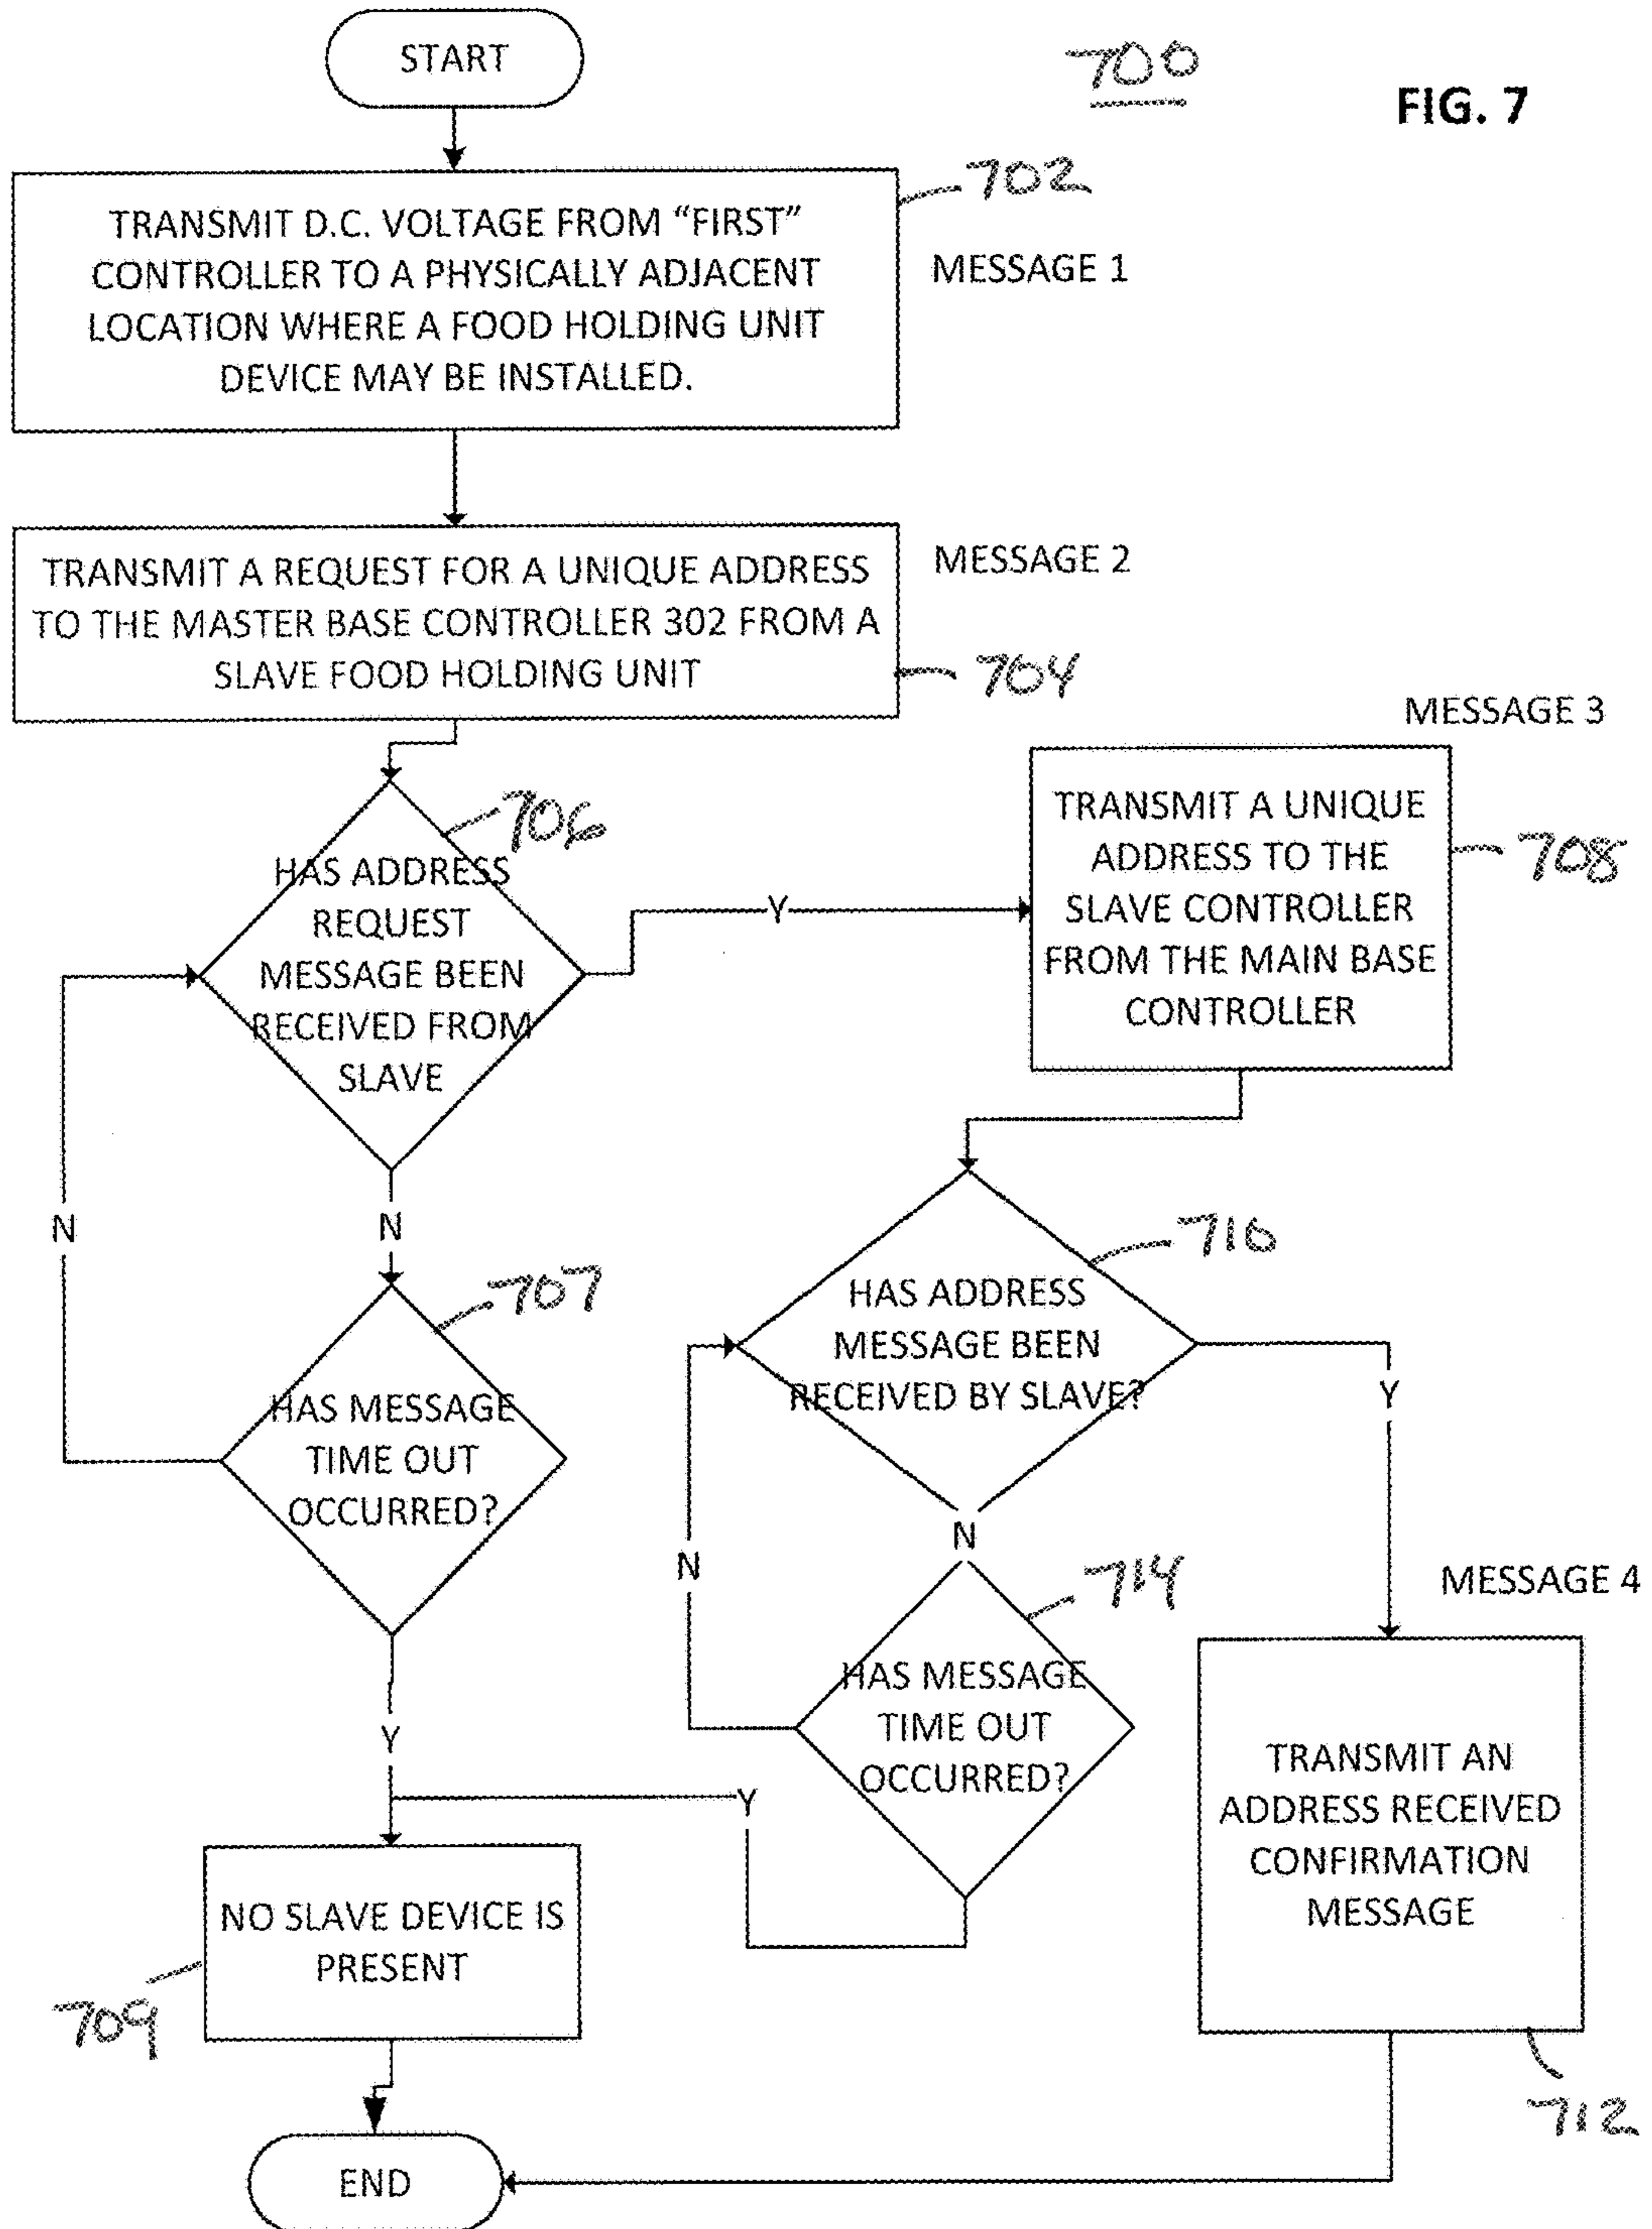 START
700
FIG. 7
702
TRANSMIT D.C. VOLTAGE FROM “FIRST”
CONTROLLER TO A PHYSICALLY ADJACENT
LOCATION WHERE A FOOD HOLDING UNIT
DEVICE MAY BE INSTALLED.
MESSAGE 1
MESSAGE 2
TRANSMIT A REQUEST FOR A UNIQUE ADDRESS
TO THE MASTER BASE CONTROLLER 302 FROM A
SLAVE FOOD HOLDING UNIT
704
706
HAS ADDRESS
REQUEST
MESSAGE BEEN
RECEIVED FROM
SLAVE
Y
MESSAGE 3
TRANSMIT A UNIQUE
ADDRESS TO THE
SLAVE CONTROLLER
FROM THE MAIN BASE
CONTROLLER
708
N
N
707
HAS MESSAGE
TIME OUT
OCCURRED?
710
HAS ADDRESS
MESSAGE BEEN
RECEIVED BY SLAVE?
Y
N
N
714
HAS MESSAGE
TIME OUT
OCCURRED?
Y
Y
MESSAGE 4
TRANSMIT AN
ADDRESS RECEIVED
CONFIRMATION
MESSAGE
712
NO SLAVE DEVICE IS
PRESENT
709
END